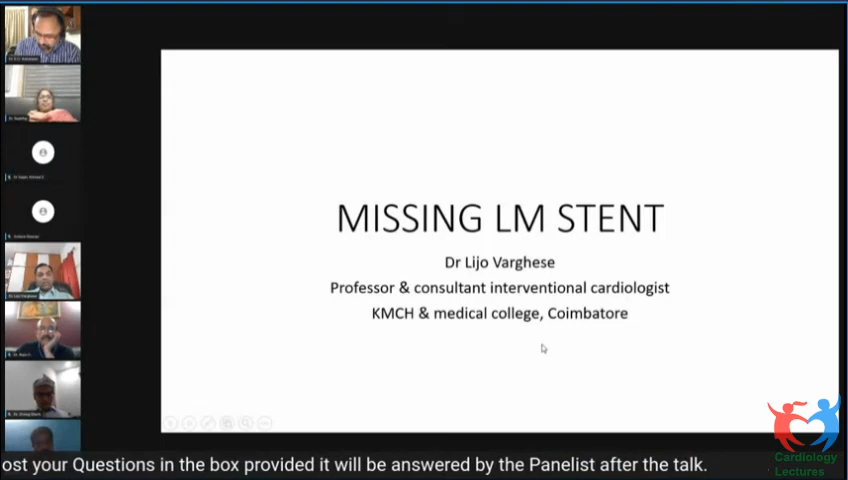 MISSING LM STENT
Dr Lijo Varghese
Professor & consultant interventional cardiologist
KMCH & medical college, Coimbatore
Cardiology
Lectures
ost your Questions in the box provided it will be answered by the Panelist after the talk.